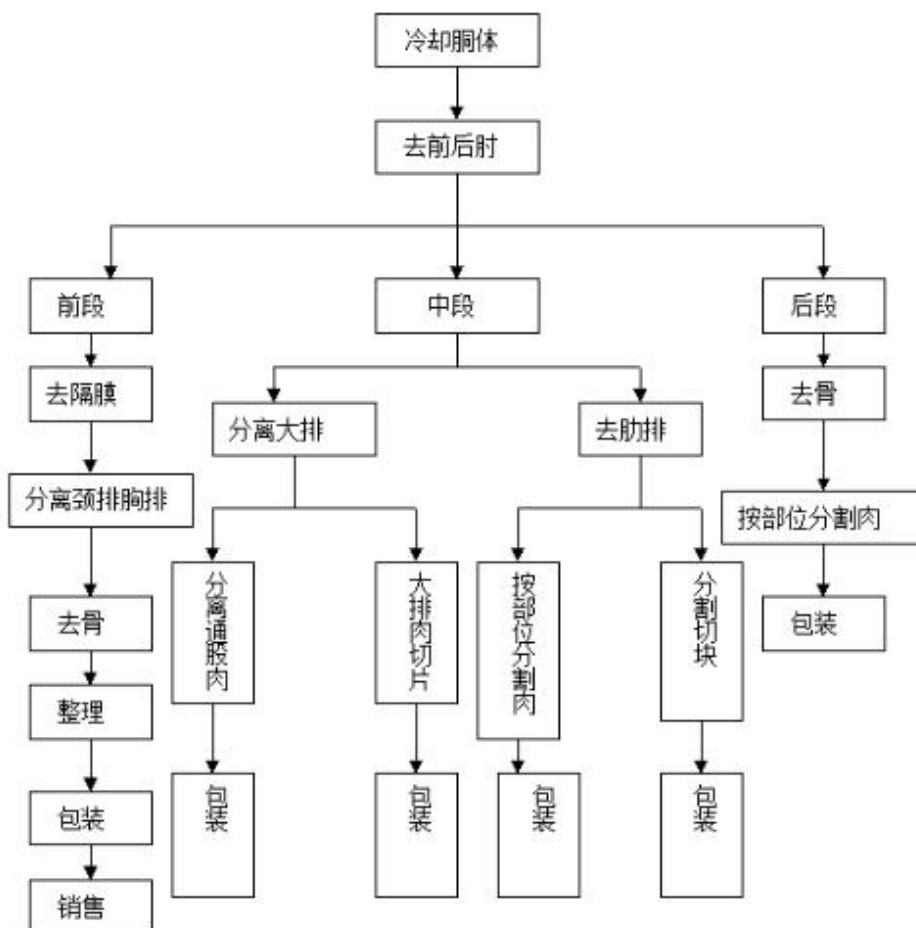 冷却胴体
去前后肘
前段
中段
后段
去隔膜
去骨
分离大排
去肋排
分离颈排胸排
按部位分割肉
分离通股肉
大排肉切片
按部位分割肉
分割切块
去骨
包装
整理
包装
包装
包装
包装
包装
销售